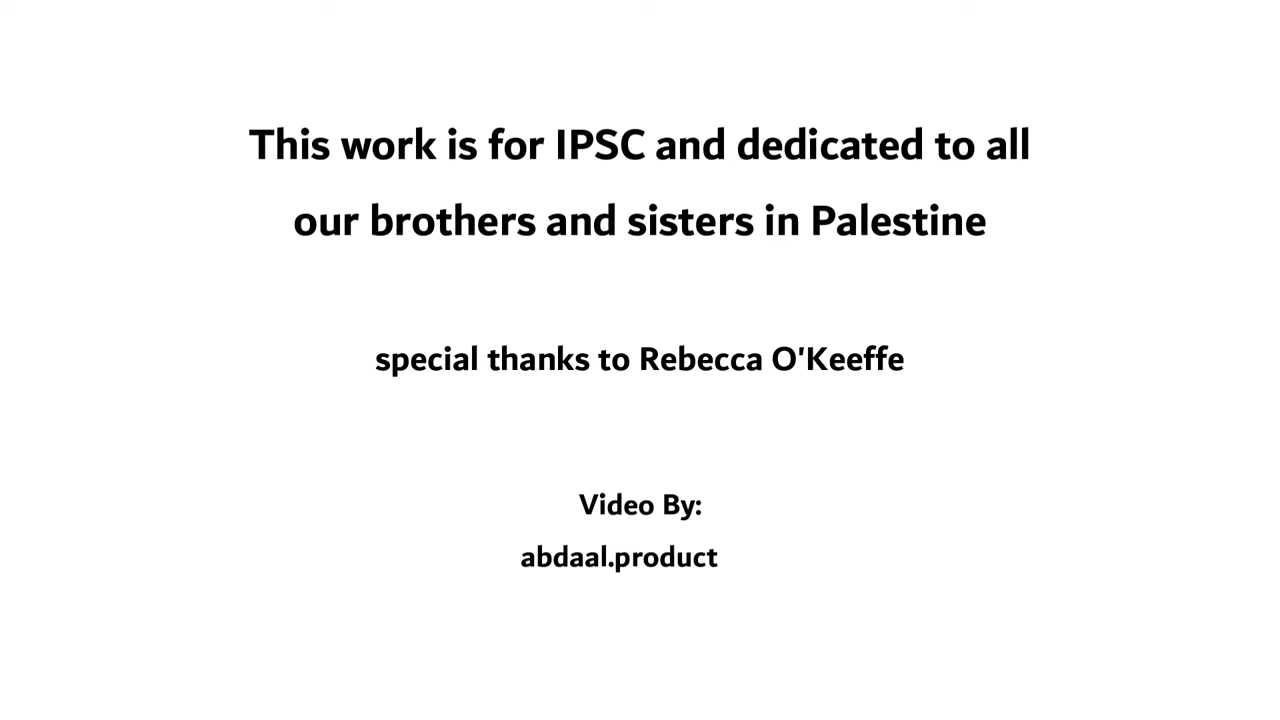 This work is for IPSC and dedicated to all
our brothers and sisters in Palestine
special thanks to Rebecca O'Keeffe
Video By:
abdaal.product